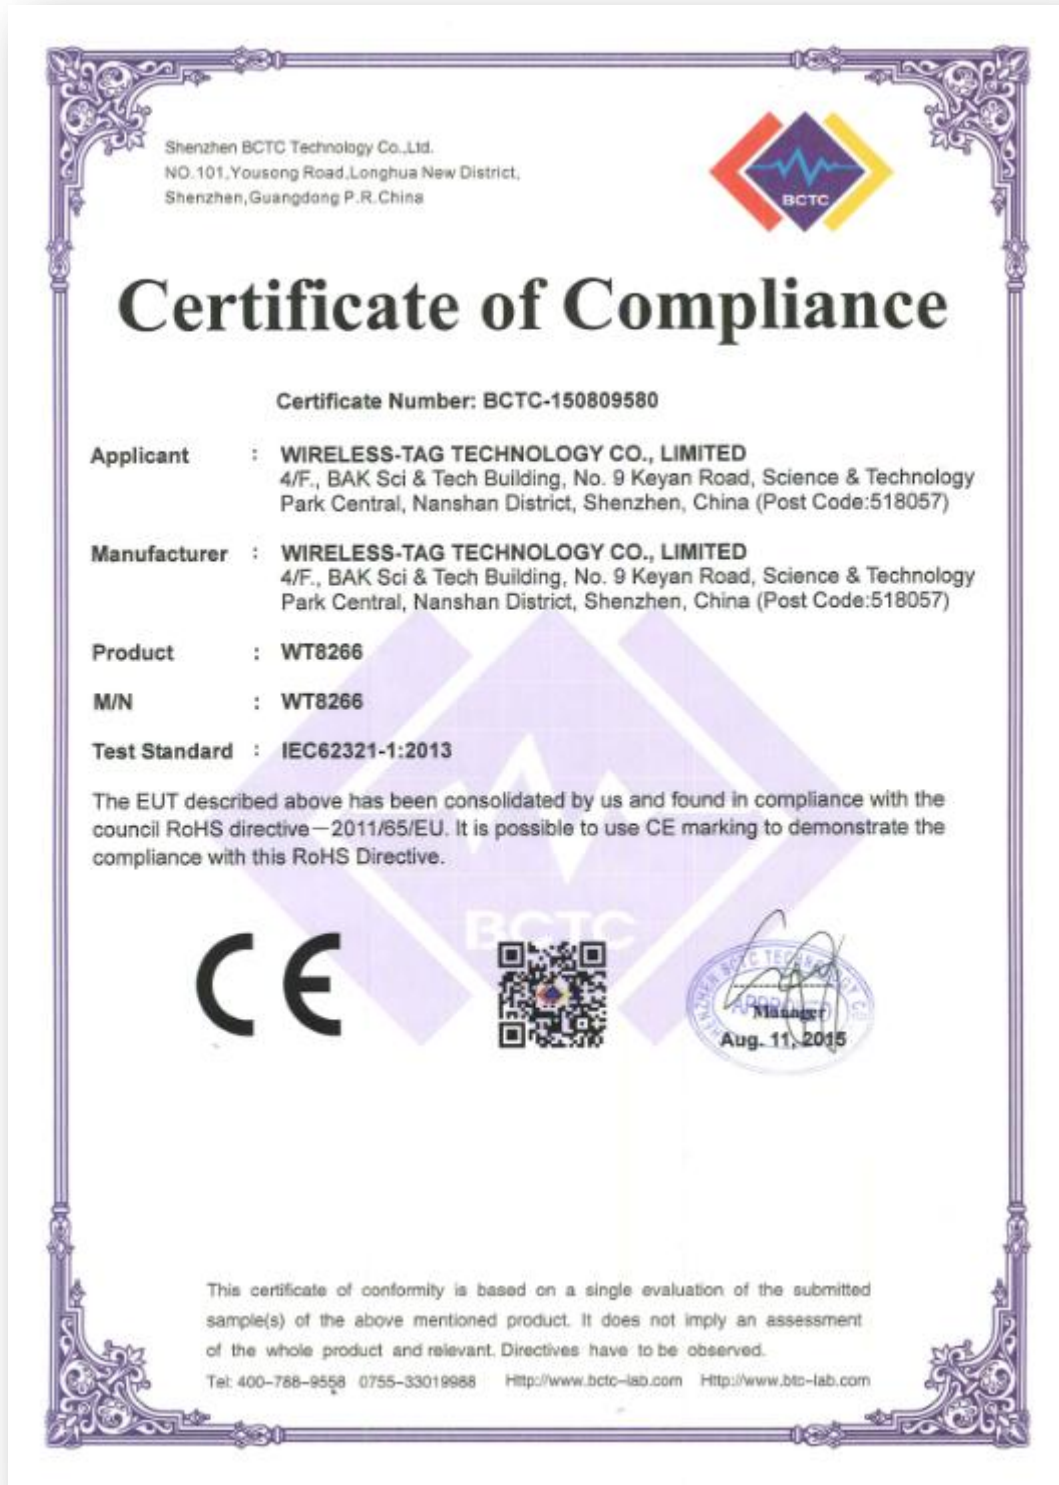 Shenzhen BCTC Technology Co.,Ltd.
NO.101,Yousong Road,Longhua New District,
Shenzhen,Guangdong P.R.China
BCTC
Certificate of Compliance
Certificate Number: BCTC-150809580
Applicant : WIRELESS-TAG TECHNOLOGY CO., LIMITED
4/F., BAK Sci & Tech Building, No. 9 Keyan Road, Science & Technology
Park Central, Nanshan District, Shenzhen, China (Post Code:518057)
Manufacturer : WIRELESS-TAG TECHNOLOGY CO., LIMITED
4/F., BAK Sci & Tech Building, No. 9 Keyan Road, Science & Technology
Park Central, Nanshan District, Shenzhen, China (Post Code:518057)
Product : WT8266
M/N : WT8266
Test Standard : IEC62321-1:2013
The EUT described above has been consolidated by us and found in compliance with the
council RoHS directive—2011/65/EU. It is possible to use CE marking to demonstrate the
compliance with this RoHS Directive.
BCTC
CE
SHENZHEN BCTC TECHNOLOGY CO.
APPROVED
Manager
Aug. 11, 2015
This certificate of conformity is based on a single evaluation of the submitted
sample(s) of the above mentioned product. It does not imply an assessment
of the whole product and relevant. Directives have to be observed.
Tel: 400-788-9558 0755-33019988 Http://www.bctc-lab.com Http://www.btc-lab.com